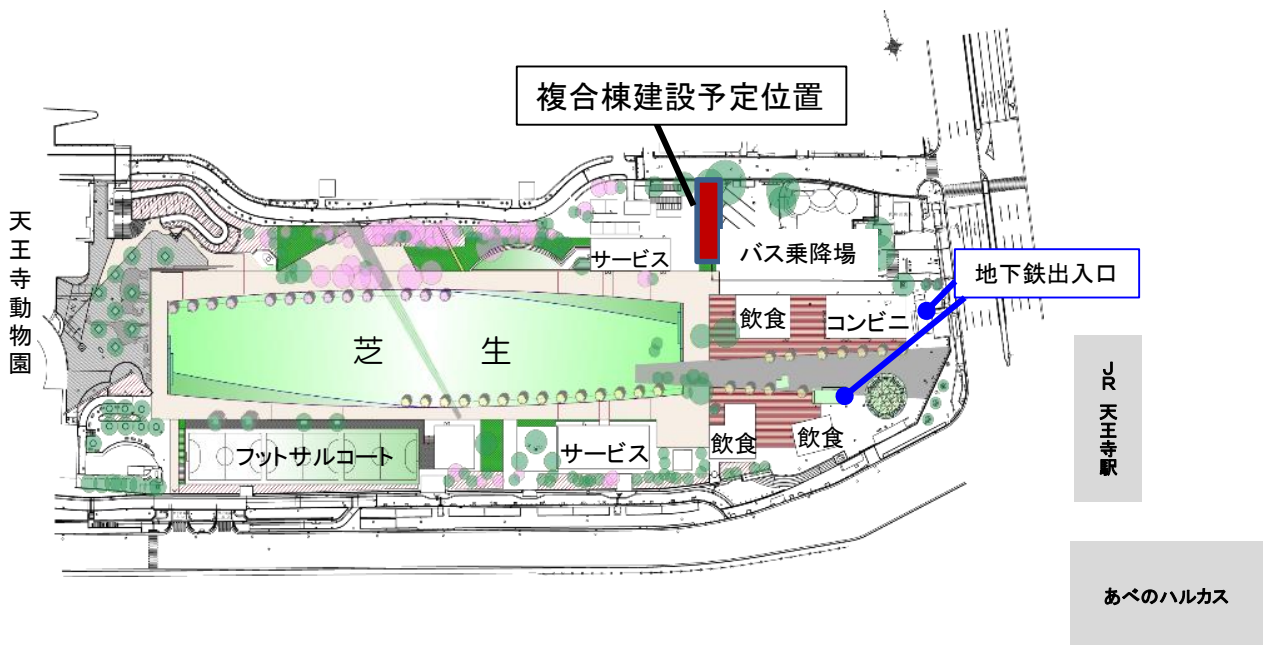 複合棟建設予定位置
天王寺動物園
サービス
バス乗降場
地下鉄出入口
飲食
コンビニ
芝生
JR 天王寺駅
フットサルコート
サービス
飲食
飲食
あべのハルカス